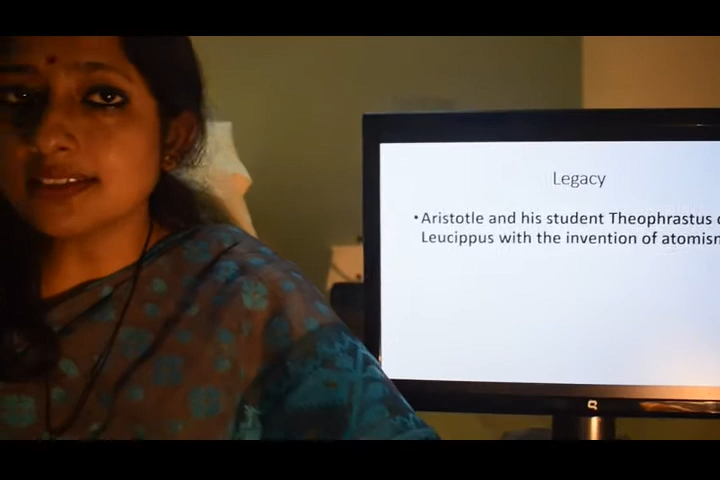 Legacy
•Aristotle and his student Theophrastus
Leucippus with the invention of atomism